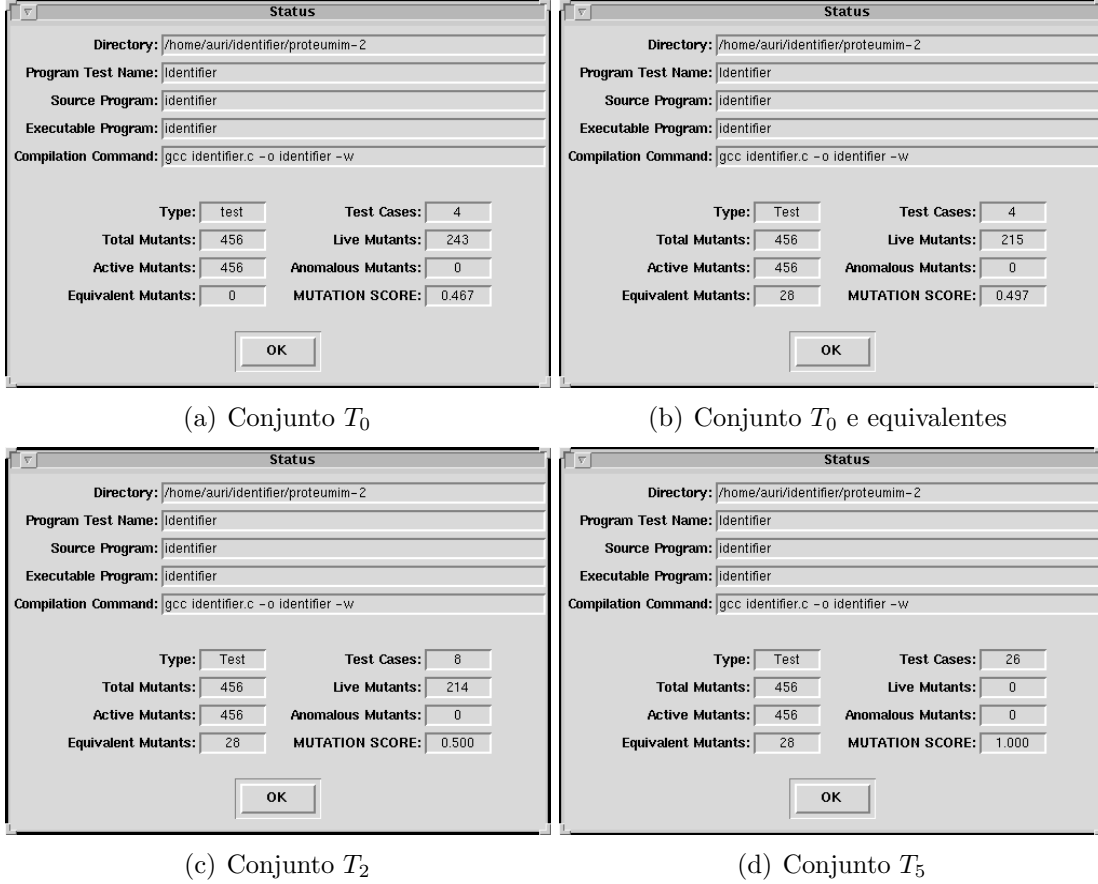 Status
Directory: /home/auri/identifier/proteumim-2
Program Test Name: Identifier
Source Program: identifier
Executable Program: identifier
Compilation Command: gcc identifier.c -o identifier -w
Type: test Test Cases: 4
Total Mutants: 456 Live Mutants: 243
Active Mutants: 456 Anomalous Mutants: 0
Equivalent Mutants: 0 MUTATION SCORE: 0.467
OK
(a) Conjunto T0
Status
Directory: /home/auri/identifier/proteumim-2
Program Test Name: Identifier
Source Program: identifier
Executable Program: identifier
Compilation Command: gcc identifier.c -o identifier -w
Type: Test Test Cases: 4
Total Mutants: 456 Live Mutants: 215
Active Mutants: 456 Anomalous Mutants: 0
Equivalent Mutants: 28 MUTATION SCORE: 0.497
OK
(b) Conjunto T0 e equivalentes
Status
Directory: /home/auri/identifier/proteumim-2
Program Test Name: Identifier
Source Program: identifier
Executable Program: identifier
Compilation Command: gcc identifier.c -o identifier -w
Type: Test Test Cases: 8
Total Mutants: 456 Live Mutants: 214
Active Mutants: 456 Anomalous Mutants: 0
Equivalent Mutants: 28 MUTATION SCORE: 0.500
OK
(c) Conjunto T2
Status
Directory: /home/auri/identifier/proteumim-2
Program Test Name: Identifier
Source Program: identifier
Executable Program: identifier
Compilation Command: gcc identifier.c -o identifier -w
Type: Test Test Cases: 26
Total Mutants: 456 Live Mutants: 0
Active Mutants: 456 Anomalous Mutants: 0
Equivalent Mutants: 28 MUTATION SCORE: 1.000
OK
(d) Conjunto T5